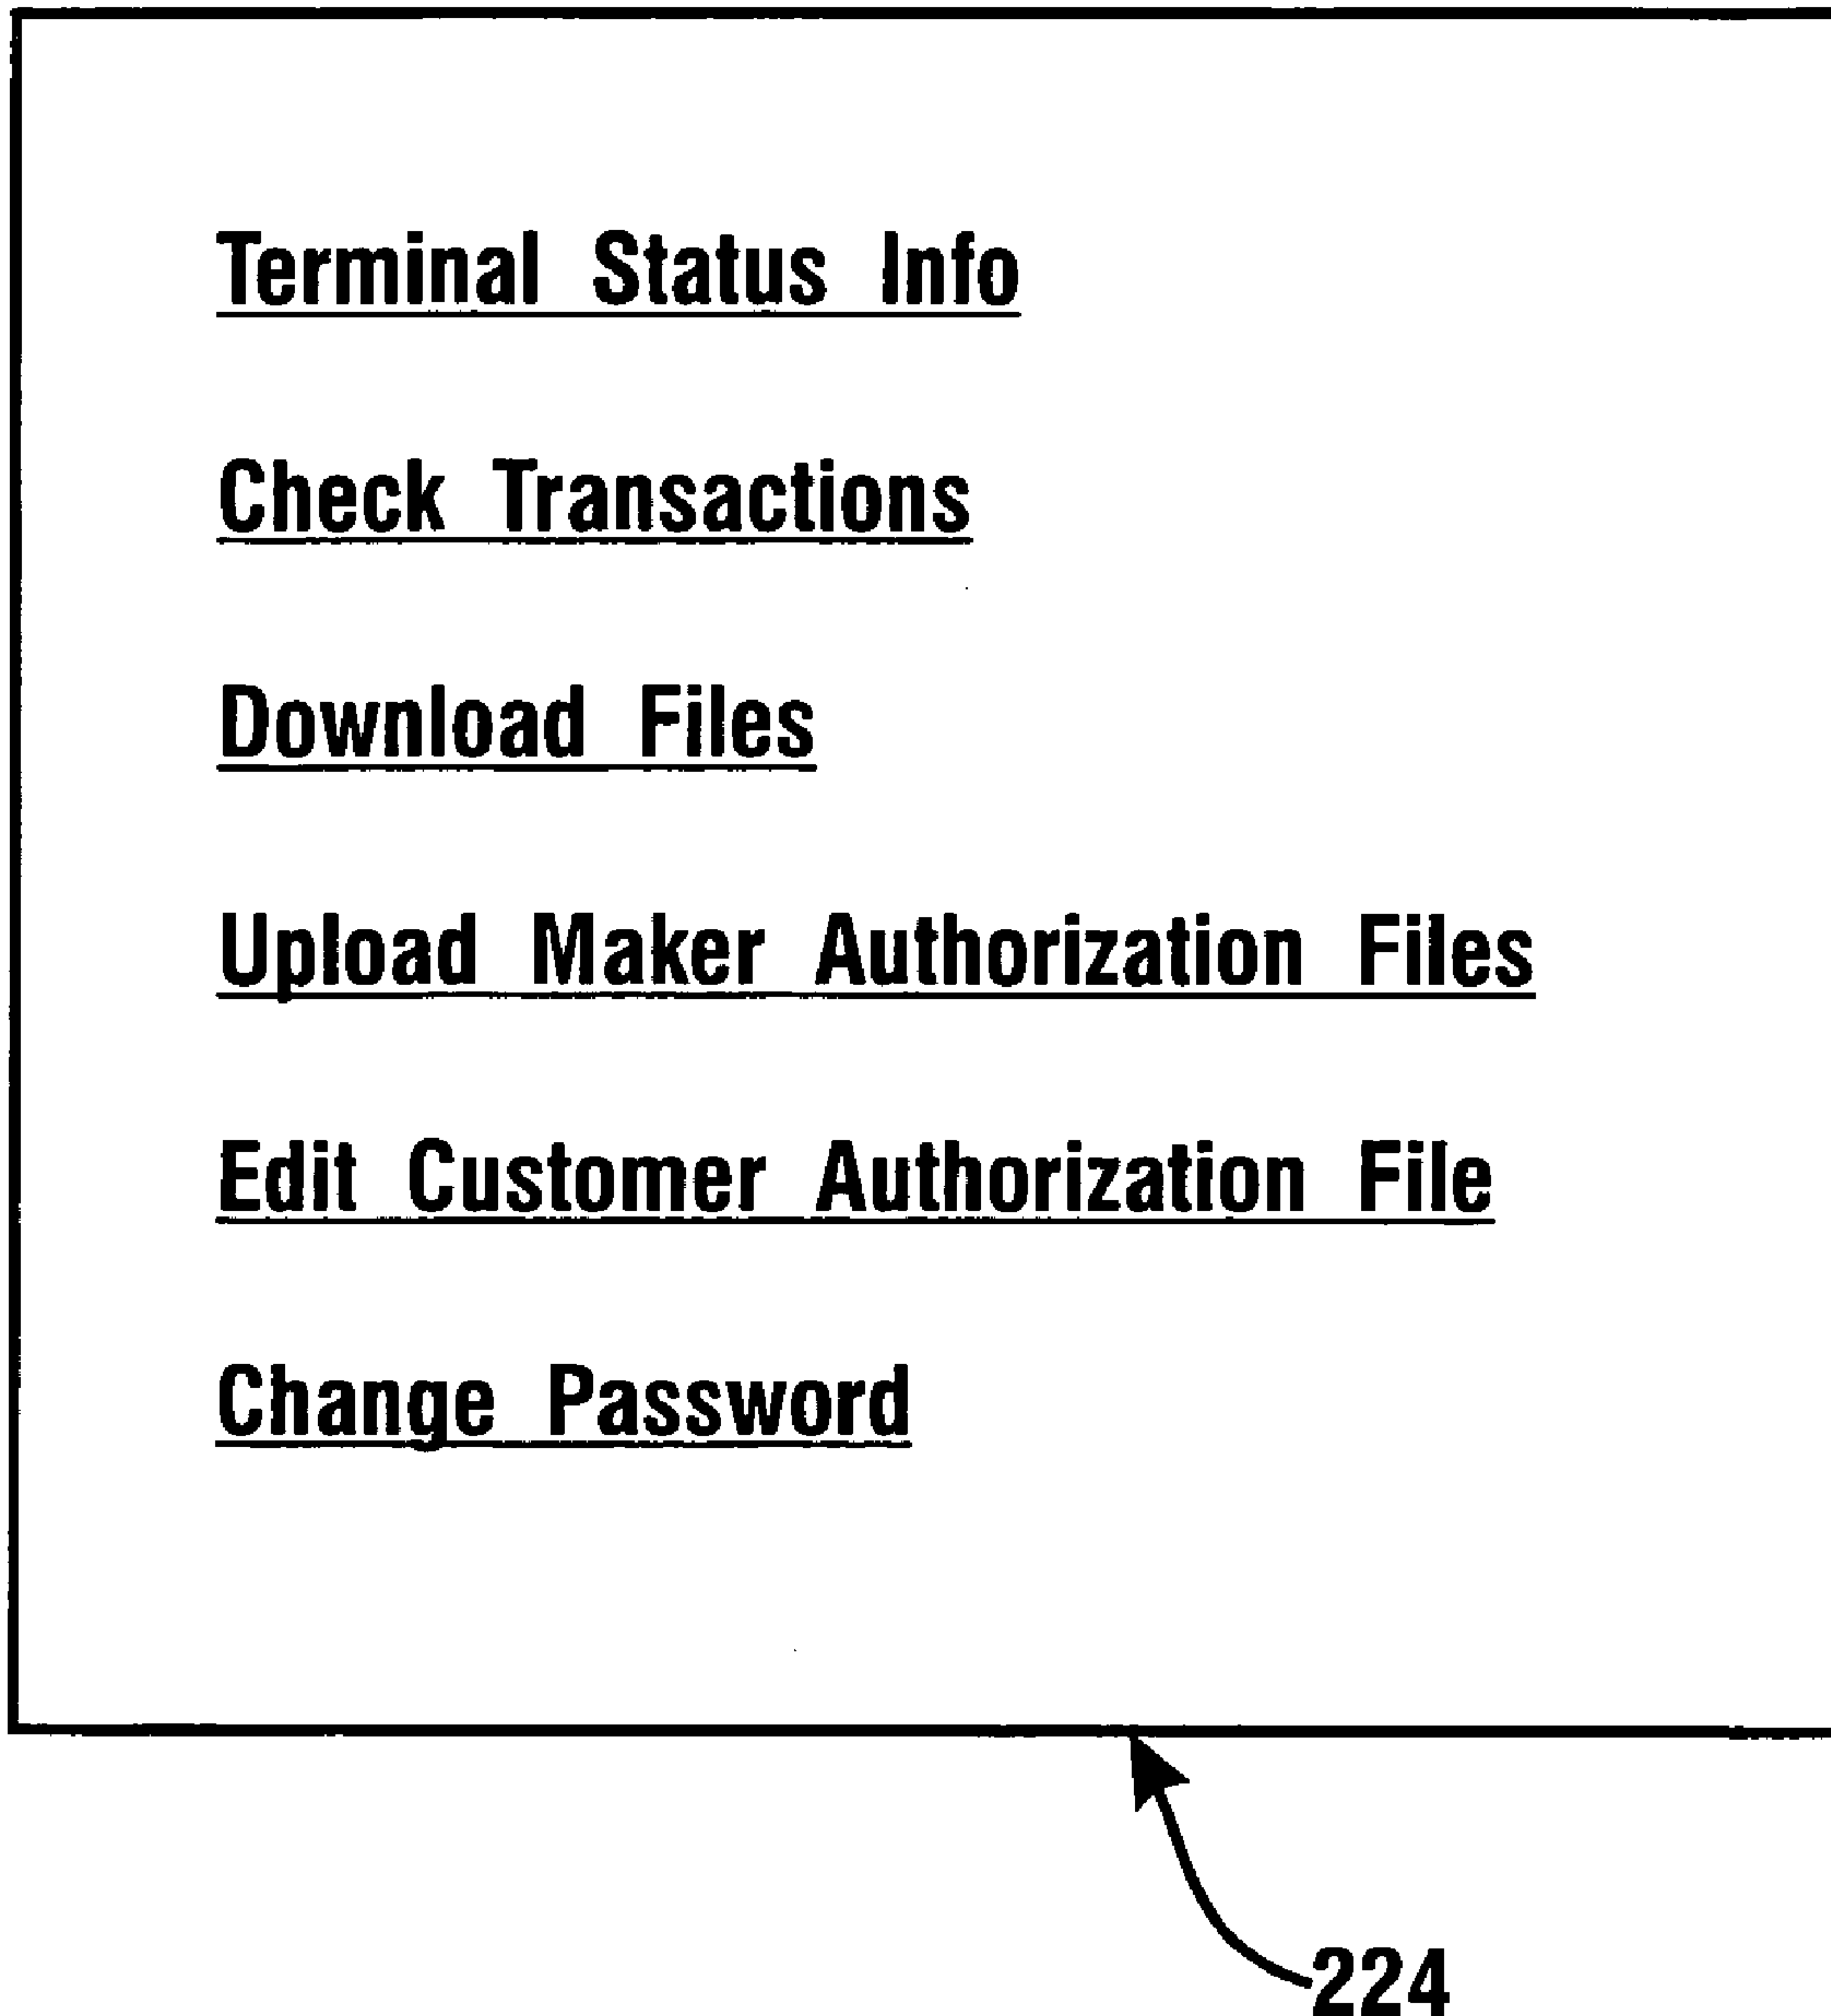 Terminal Status Info
Check Transactions
Download Files
Upload Maker Authorization Files
Edit Customer Authorization File
Change Password
224